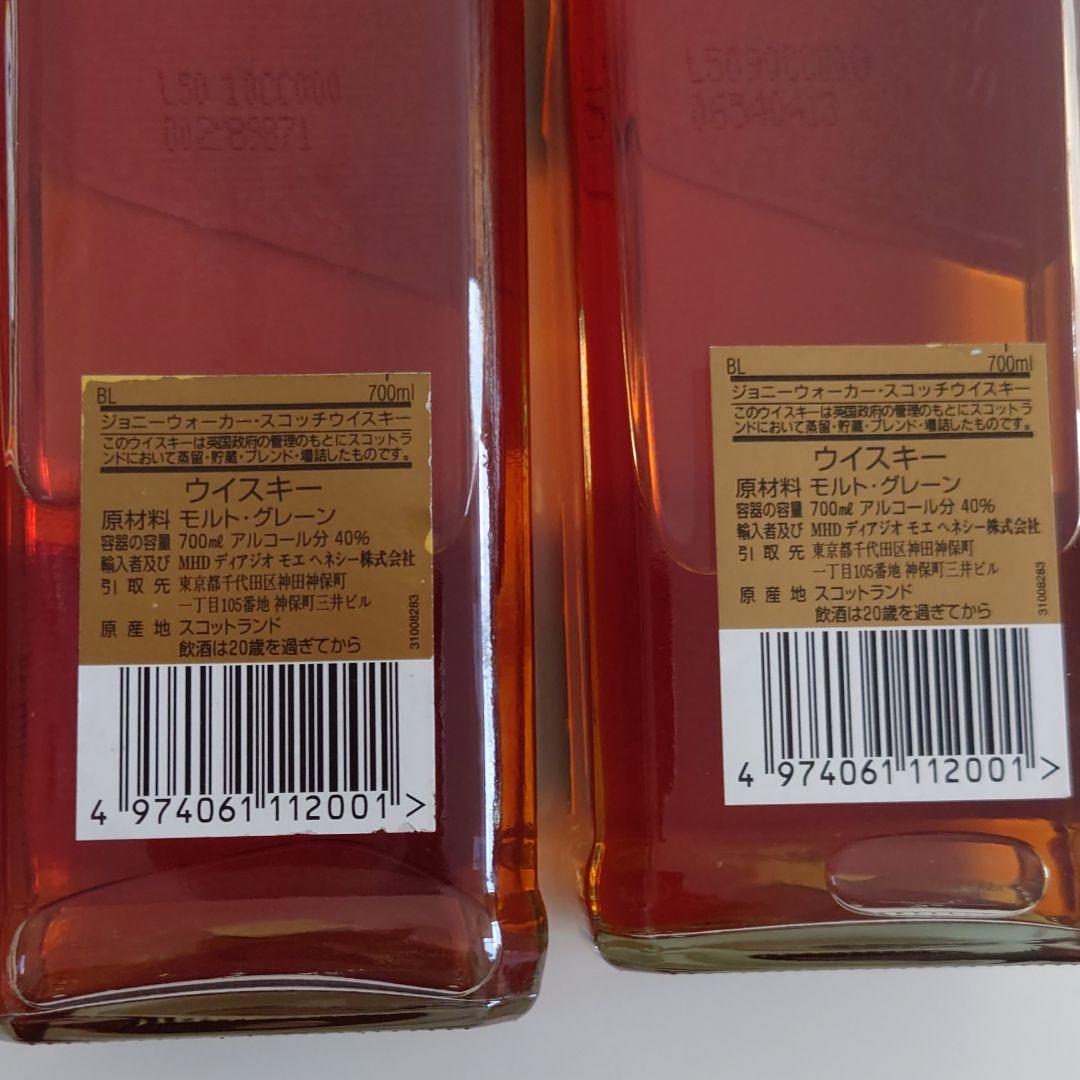 L50 10CC000
00289871
BL 700ml
ジョニーウォーカー・スコッチウイスキー
このウイスキーは英国政府の管理のもとにスコットラ
ンドにおいて蒸留・貯蔵・ブレンド・壜詰したものです。
ウイスキー
原材料 モルト・グレーン
容器の容量 700㎖ アルコール分 40%
輸入者及び MHD ディアジオ モエ ヘネシー株式会社
引取先 東京都千代田区神田神保町
一丁目105番地 神保町三井ビル
原産地 スコットランド
飲酒は20歳を過ぎてから
31008283
4 974061 112001 >
06540413
BL 700ml
ジョニーウォーカー・スコッチウイスキー
このウイスキーは英国政府の管理のもとにスコットラ
ンドにおいて蒸留・貯蔵・ブレンド・壜詰したものです。
ウイスキー
原材料 モルト・グレーン
容器の容量 700㎖ アルコール分 40%
輸入者及び MHD ディアジオ モエ ヘネシー株式会社
引取先 東京都千代田区神田神保町
一丁目105番地 神保町三井ビル
原産地 スコットランド
飲酒は20歳を過ぎてから
31008283
4 974061 112001 >